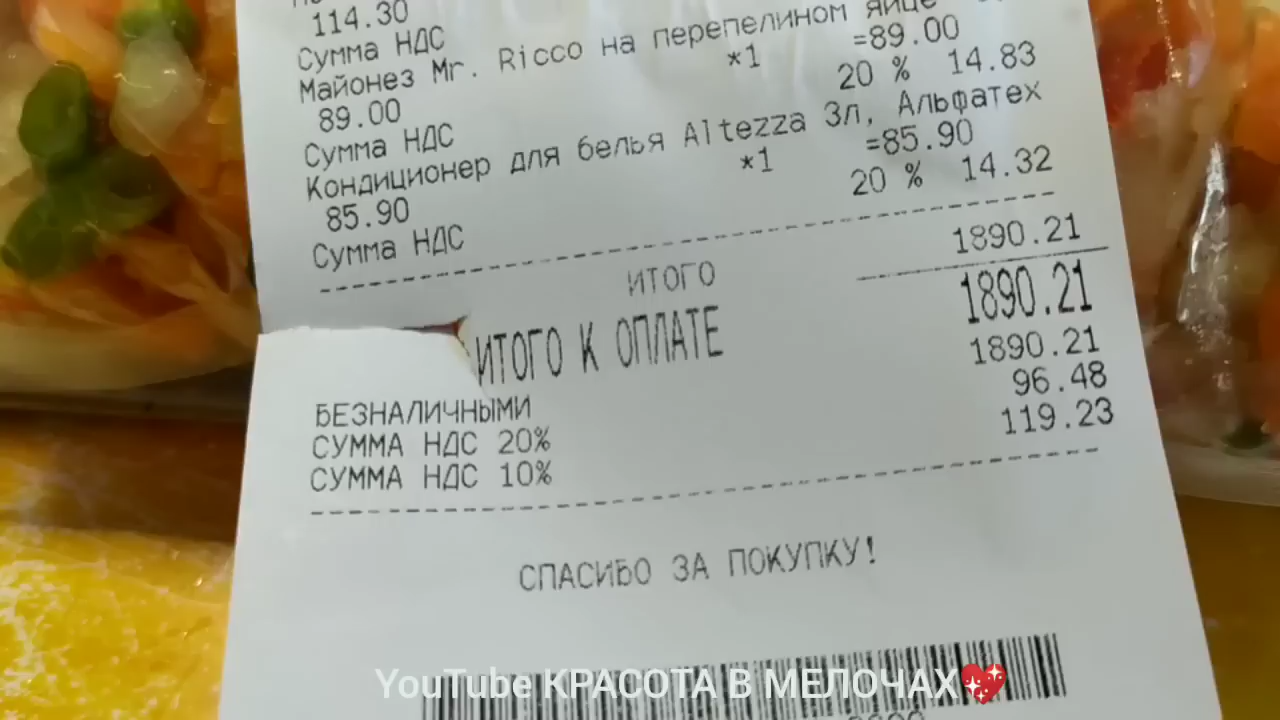 114.30
Сумма НДС
Майонез Mr. Ricco на перепелином яйце
*1 =89.00
89.00 20 % 14.83
Сумма НДС
Кондиционер для белья Altezza 3л, Альфатех
*1 =85.90
85.90 20 % 14.32
Сумма НДС
ИТОГО 1890.21
ИТОГО К ОПЛАТЕ 1890.21
БЕЗНАЛИЧНЫМИ 1890.21
СУММА НДС 20% 96.48
СУММА НДС 10% 119.23
СПАСИБО ЗА ПОКУПКУ!
YouTube КРАСОТА В МЕЛОЧАХ💖